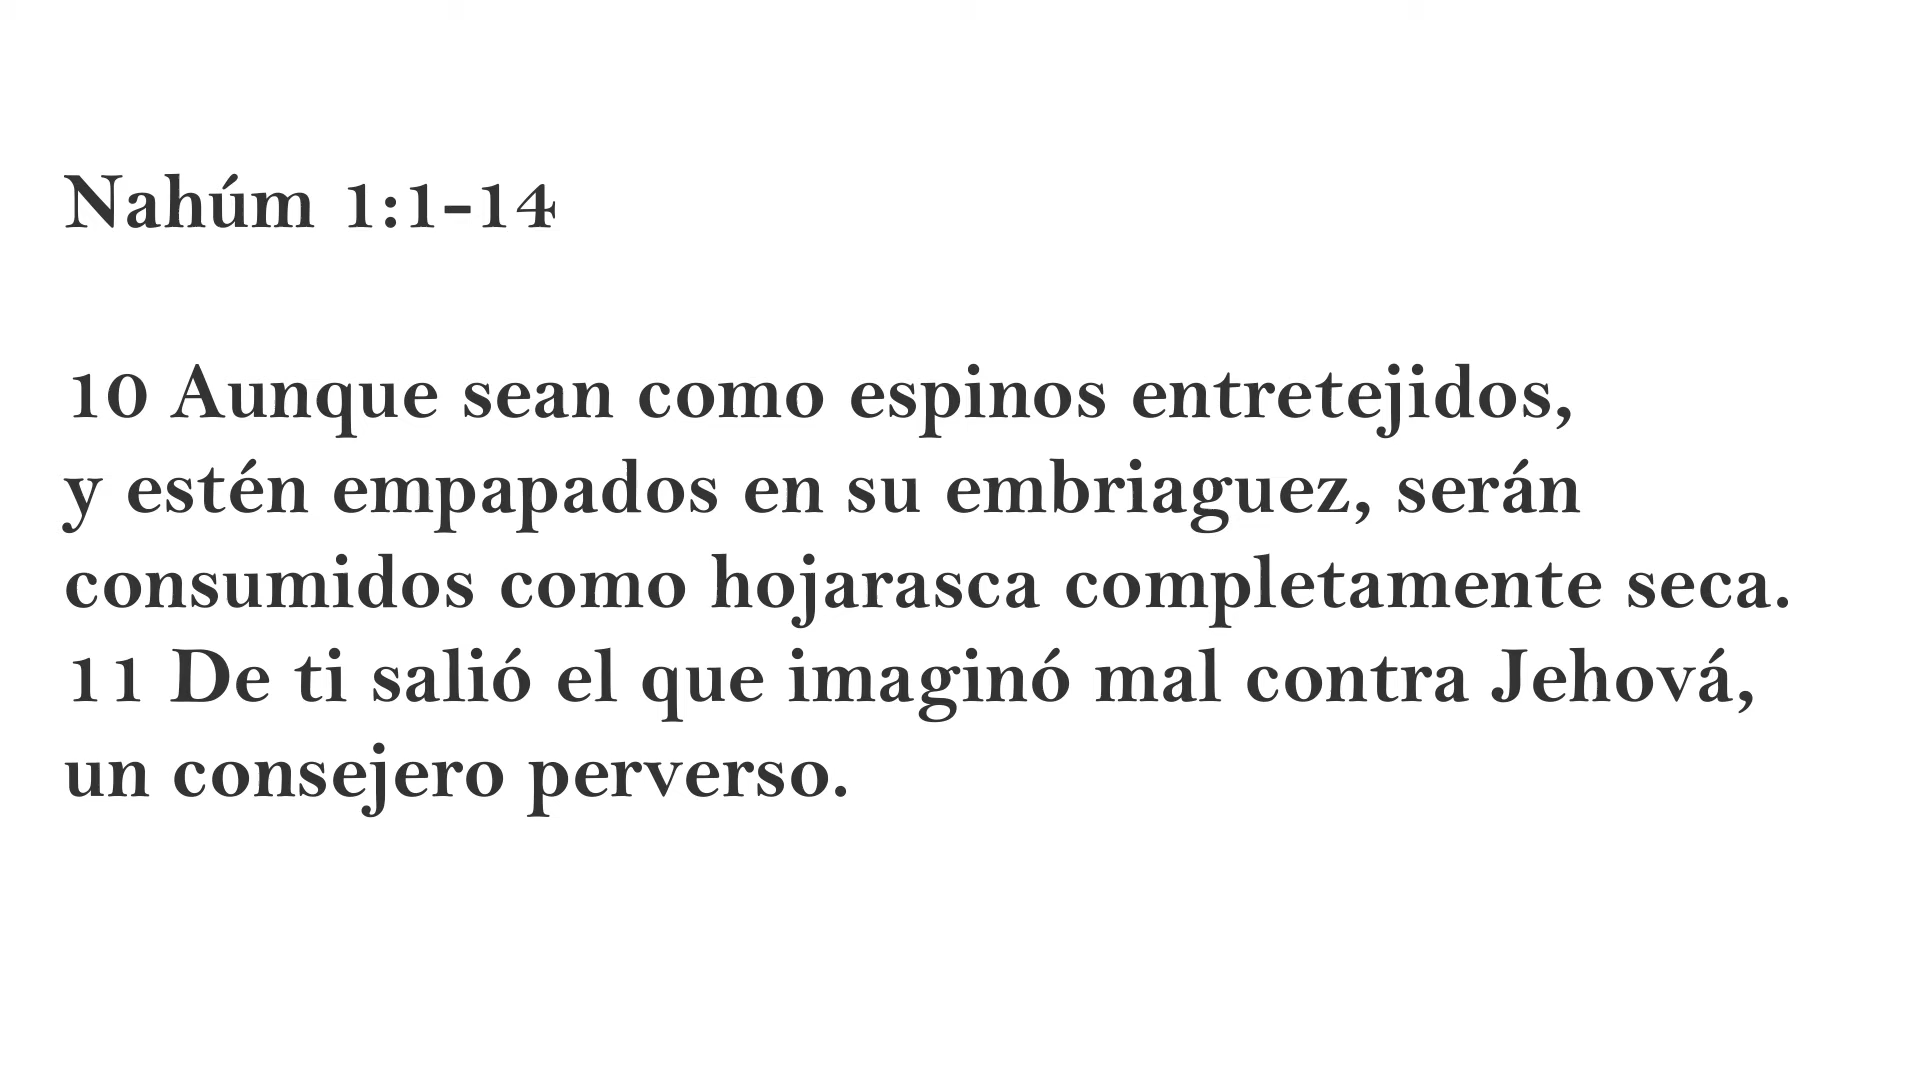 Nahúm 1:1-14
10 Aunque sean como espinos entretejidos,
y estén empapados en su embriaguez, serán
consumidos como hojarasca completamente seca.
11 De ti salió el que imaginó mal contra Jehová,
un consejero perverso.